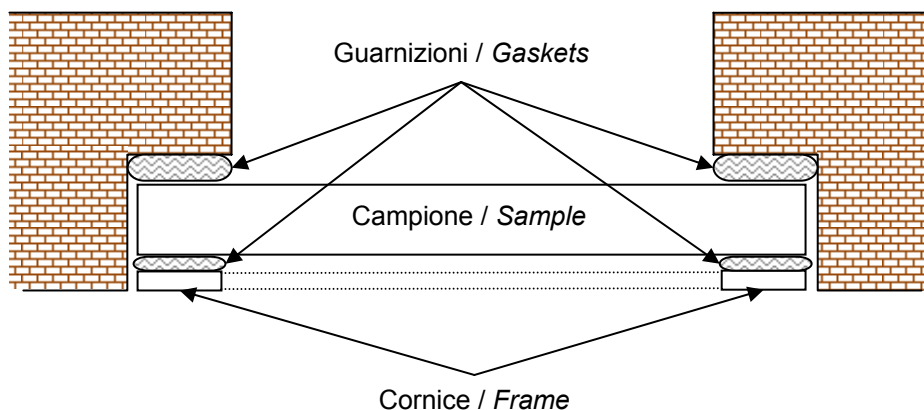 Guarnizioni / Gaskets
Campione / Sample
Cornice / Frame